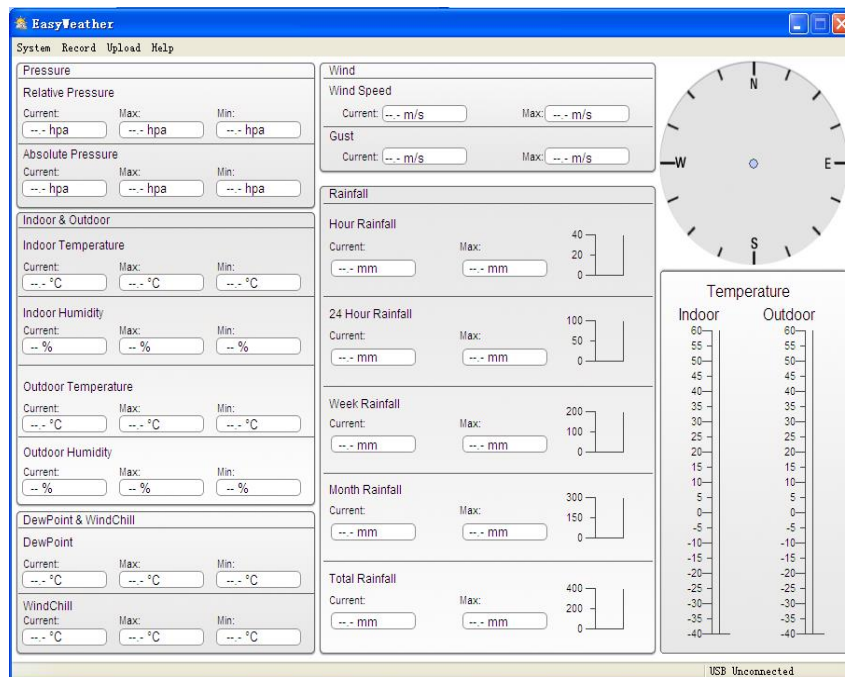 EasyWeather
System Record Upload Help
Pressure
Relative Pressure
Current: Max: Min:
--.- hpa --.- hpa --.- hpa
Absolute Pressure
Current: Max: Min:
--.- hpa --.- hpa --.- hpa
Indoor & Outdoor
Indoor Temperature
Current: Max: Min:
--.- °C --.- °C --.- °C
Indoor Humidity
Current: Max: Min:
-- % -- % -- %
Outdoor Temperature
Current: Max: Min:
--.- °C --.- °C --.- °C
Outdoor Humidity
Current: Max: Min:
-- % -- % -- %
DewPoint & WindChill
DewPoint
Current: Max: Min:
--.- °C --.- °C --.- °C
WindChill
Current: Max: Min:
--.- °C --.- °C --.- °C
Wind
Wind Speed
Current: --.- m/s Max: --.- m/s
Gust
Current: --.- m/s Max: --.- m/s
Rainfall
Hour Rainfall
Current: Max:
--.- mm --.- mm
40
20
0
24 Hour Rainfall
Current: Max:
--.- mm --.- mm
100
50
0
Week Rainfall
Current: Max:
--.- mm --.- mm
200
100
0
Month Rainfall
Current: Max:
--.- mm --.- mm
300
150
0
Total Rainfall
Current: Max:
--.- mm --.- mm
400
200
0
N
W E
S
Temperature
Indoor Outdoor
60 60
55 55
50 50
45 45
40 40
35 35
30 30
25 25
20 20
15 15
10 10
5 5
0 0
-5 -5
-10 -10
-15 -15
-20 -20
-25 -25
-30 -30
-35 -35
-40 -40
USB Unconnected